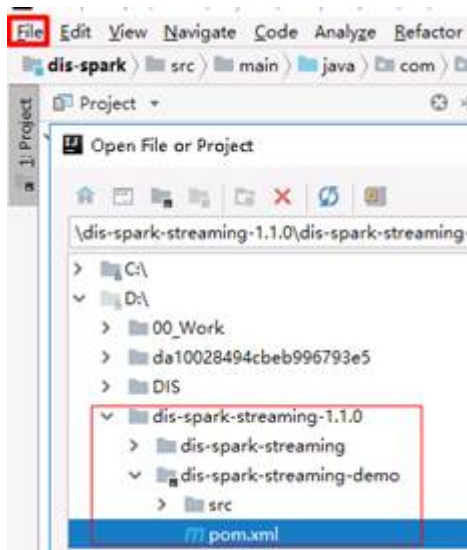 File Edit View Navigate Code Analyze Refactor
dis-spark src main java com
Project
1: Project
Open File or Project
\dis-spark-streaming-1.1.0\dis-spark-streaming-
C:\
D:\
00_Work
da10028494cbeb996793e5
DIS
dis-spark-streaming-1.1.0
dis-spark-streaming
dis-spark-streaming-demo
src
pom.xml